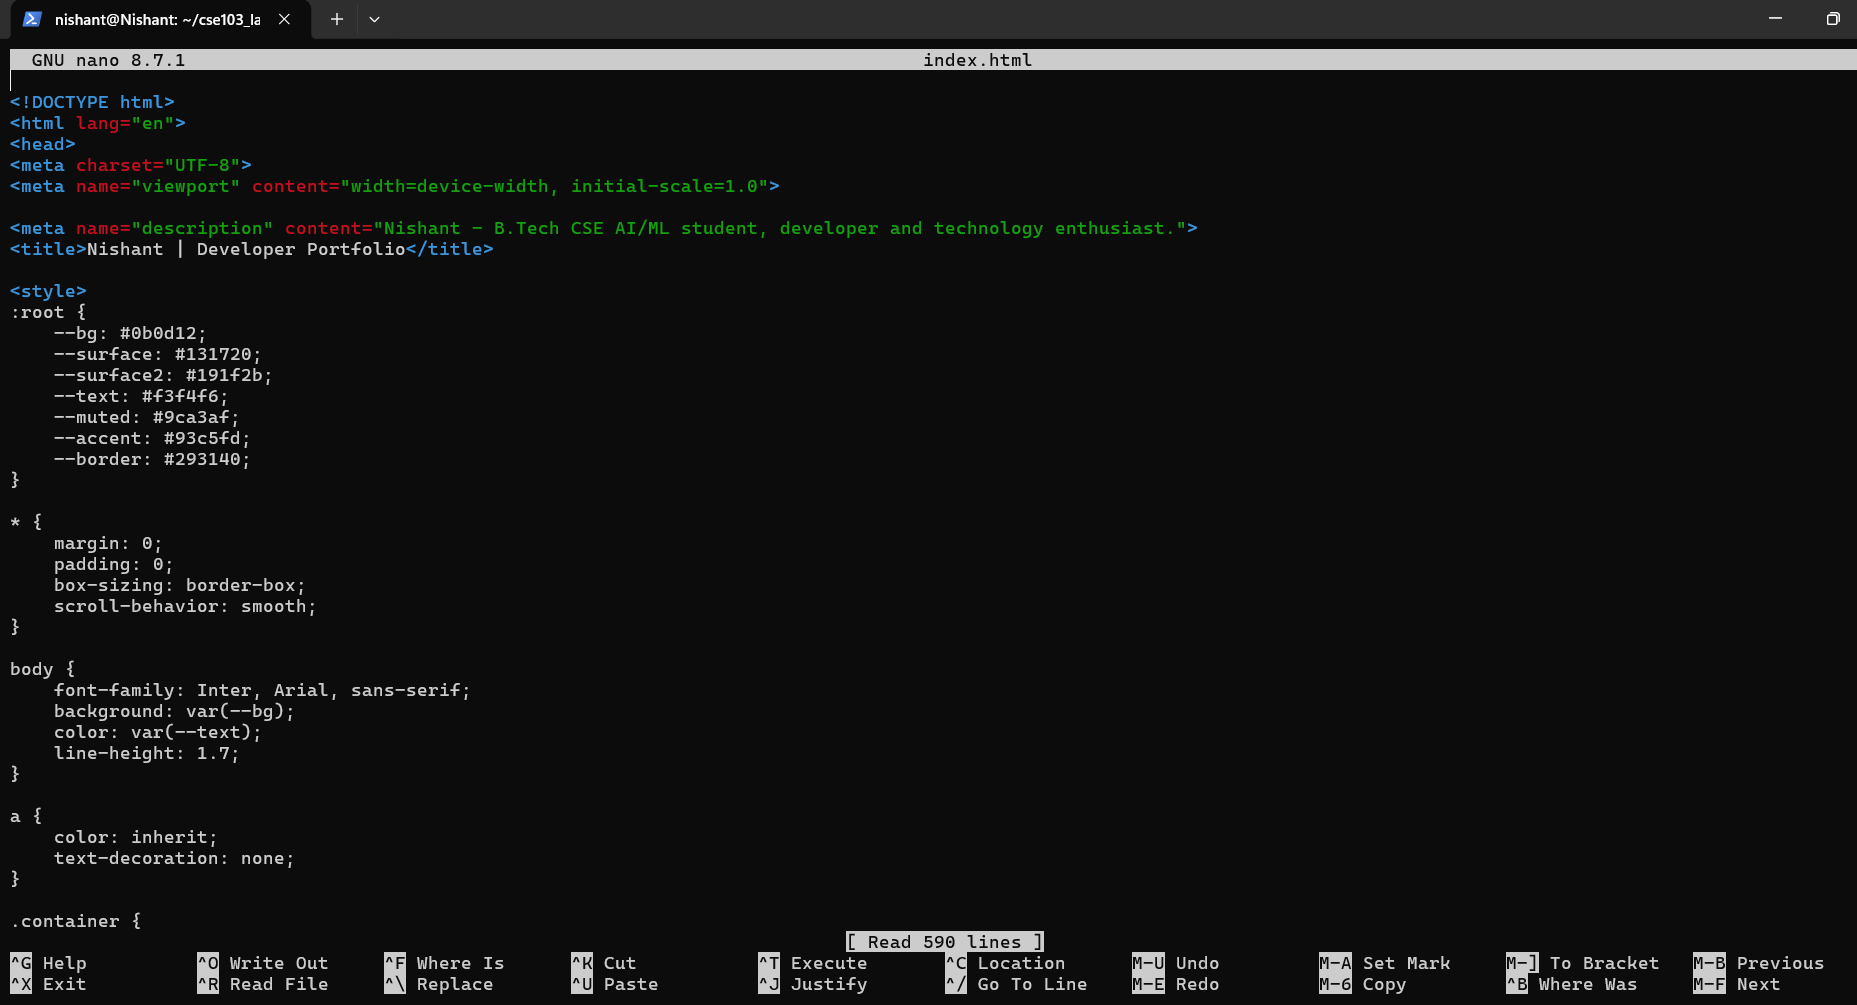 nishant@Nishant: ~/cse103_la
GNU nano 8.7.1 index.html
<!DOCTYPE html>
<html lang="en">
<head>
<meta charset="UTF-8">
<meta name="viewport" content="width=device-width, initial-scale=1.0">
<meta name="description" content="Nishant - B.Tech CSE AI/ML student, developer and technology enthusiast.">
<title>Nishant | Developer Portfolio</title>
<style>
:root {
    --bg: #0b0d12;
    --surface: #131720;
    --surface2: #191f2b;
    --text: #f3f4f6;
    --muted: #9ca3af;
    --accent: #93c5fd;
    --border: #293140;
}
* {
    margin: 0;
    padding: 0;
    box-sizing: border-box;
    scroll-behavior: smooth;
}
body {
    font-family: Inter, Arial, sans-serif;
    background: var(--bg);
    color: var(--text);
    line-height: 1.7;
}
a {
    color: inherit;
    text-decoration: none;
}
.container {
[ Read 590 lines ]
^G Help ^O Write Out ^F Where Is ^K Cut ^T Execute ^C Location M-U Undo M-A Set Mark M-] To Bracket M-B Previous
^X Exit ^R Read File ^\ Replace ^U Paste ^J Justify ^/ Go To Line M-E Redo M-6 Copy ^B Where Was M-F Next